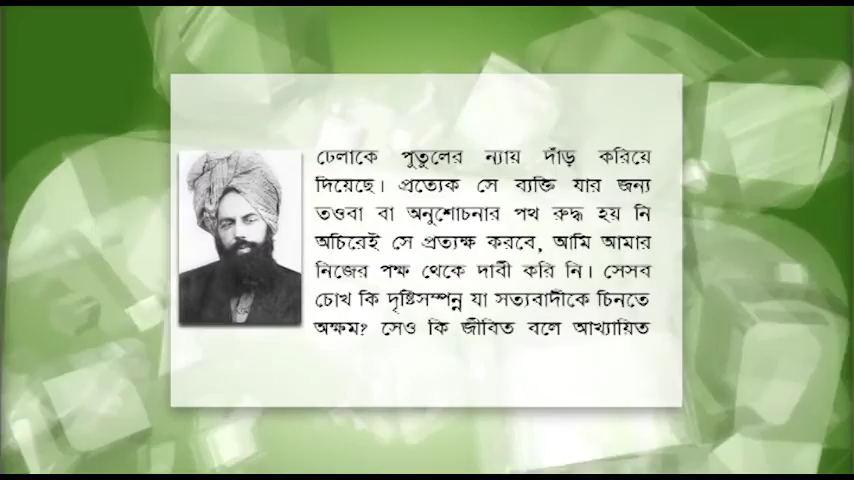 ঢেলাকে পুতুলের ন্যায় দাঁড় করিয়ে
দিয়েছে। প্রত্যেক সে ব্যক্তি যার জন্য
তওবা বা অনুশোচনার পথ রুদ্ধ হয় নি
অচিরেই সে প্রত্যক্ষ করবে, আমি আমার
নিজের পক্ষ থেকে দাবী করি নি। সেসব
চোখ কি দৃষ্টিসম্পন্ন যা সত্যবাদীকে চিনতে
অক্ষম? সেও কি জীবিত বলে আখ্যায়িত